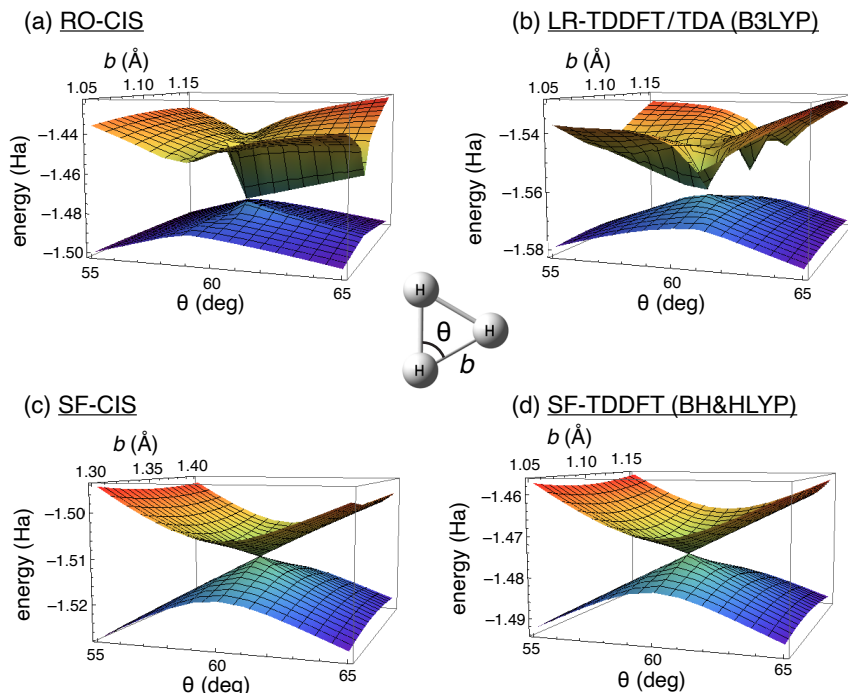 (a) RO-CIS
b (Å)
1.05 1.10 1.15
energy (Ha)
−1.44
−1.46
−1.48
−1.50
55 60 65
θ (deg)
(b) LR-TDDFT/TDA (B3LYP)
b (Å)
1.05 1.10 1.15
energy (Ha)
−1.54
−1.56
−1.58
55 60 65
θ (deg)
H
θ
H
H
b
(c) SF-CIS
b (Å)
1.30 1.35 1.40
energy (Ha)
−1.50
−1.51
−1.52
55 60 65
θ (deg)
(d) SF-TDDFT (BH&HLYP)
b (Å)
1.05 1.10 1.15
energy (Ha)
−1.46
−1.47
−1.48
−1.49
55 60 65
θ (deg)